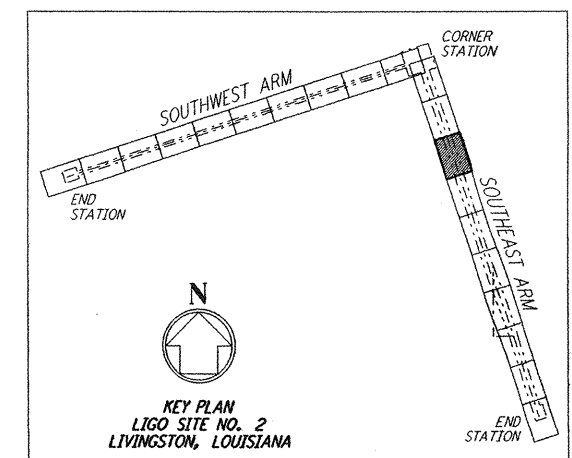 CORNER
STATION
SOUTHWEST ARM
END
STATION
SOUTHEAST ARM
N
KEY PLAN
LIGO SITE NO. 2
LIVINGSTON, LOUISIANA
END
STATION